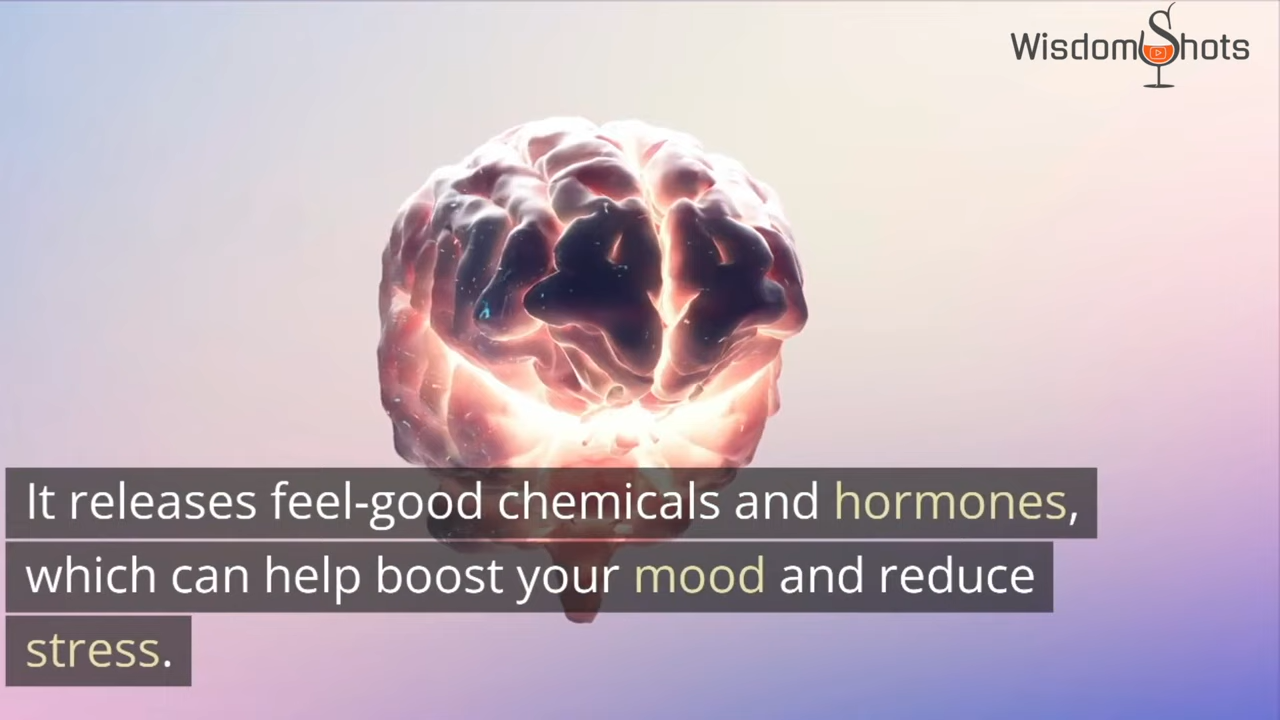 WisdomShots
It releases feel-good chemicals and hormones,
which can help boost your mood and reduce
stress.